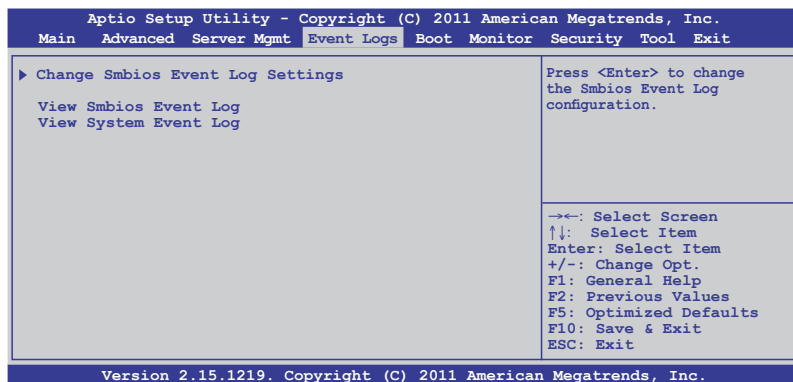 Aptio Setup Utility - Copyright (C) 2011 American Megatrends, Inc.
Main Advanced Server Mgmt Event Logs Boot Monitor Security Tool Exit
Change Smbios Event Log Settings
View Smbios Event Log
View System Event Log
Press <Enter> to change
the Smbios Event Log
configuration.
→←: Select Screen
↑↓: Select Item
Enter: Select Item
+/-: Change Opt.
F1: General Help
F2: Previous Values
F5: Optimized Defaults
F10: Save & Exit
ESC: Exit
Version 2.15.1219. Copyright (C) 2011 American Megatrends, Inc.